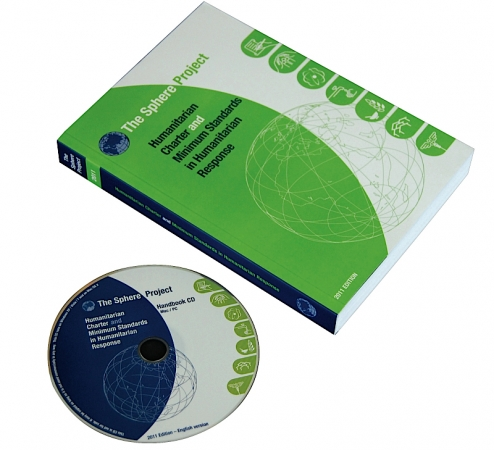 The Sphere Project
Humanitarian
Charter and
Minimum Standards
in Humanitarian
Response
2011 EDITION
The
Sphere
Project
2011
Humanitarian Charter and Minimum Standards in Humanitarian Response
The Sphere Project
Handbook CD
Mac / PC
Humanitarian
Charter and
Minimum Standards
in Humanitarian
Response
2011 Edition – English version